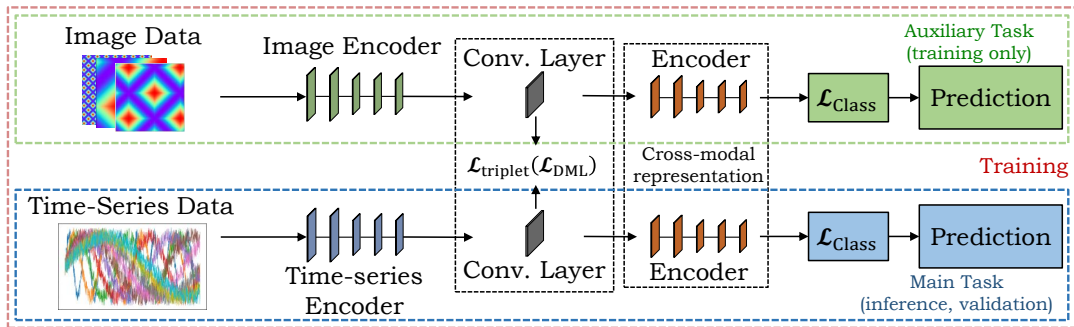 Image Data
Image Encoder
Conv. Layer
Encoder
Auxiliary Task
(training only)
𝓛Class
Prediction
𝓛triplet(𝓛DML)
Cross-modal
representation
Training
Time-Series Data
Time-series
Encoder
Conv. Layer
Encoder
𝓛Class
Prediction
Main Task
(inference, validation)